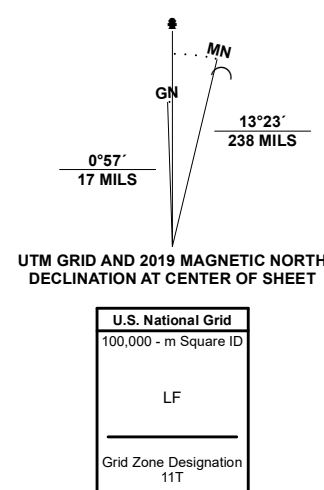 MN
GN
13°23´
238 MILS
0°57´
17 MILS
UTM GRID AND 2019 MAGNETIC NORTH
DECLINATION AT CENTER OF SHEET
U.S. National Grid
100,000 - m Square ID
LF
Grid Zone Designation
11T